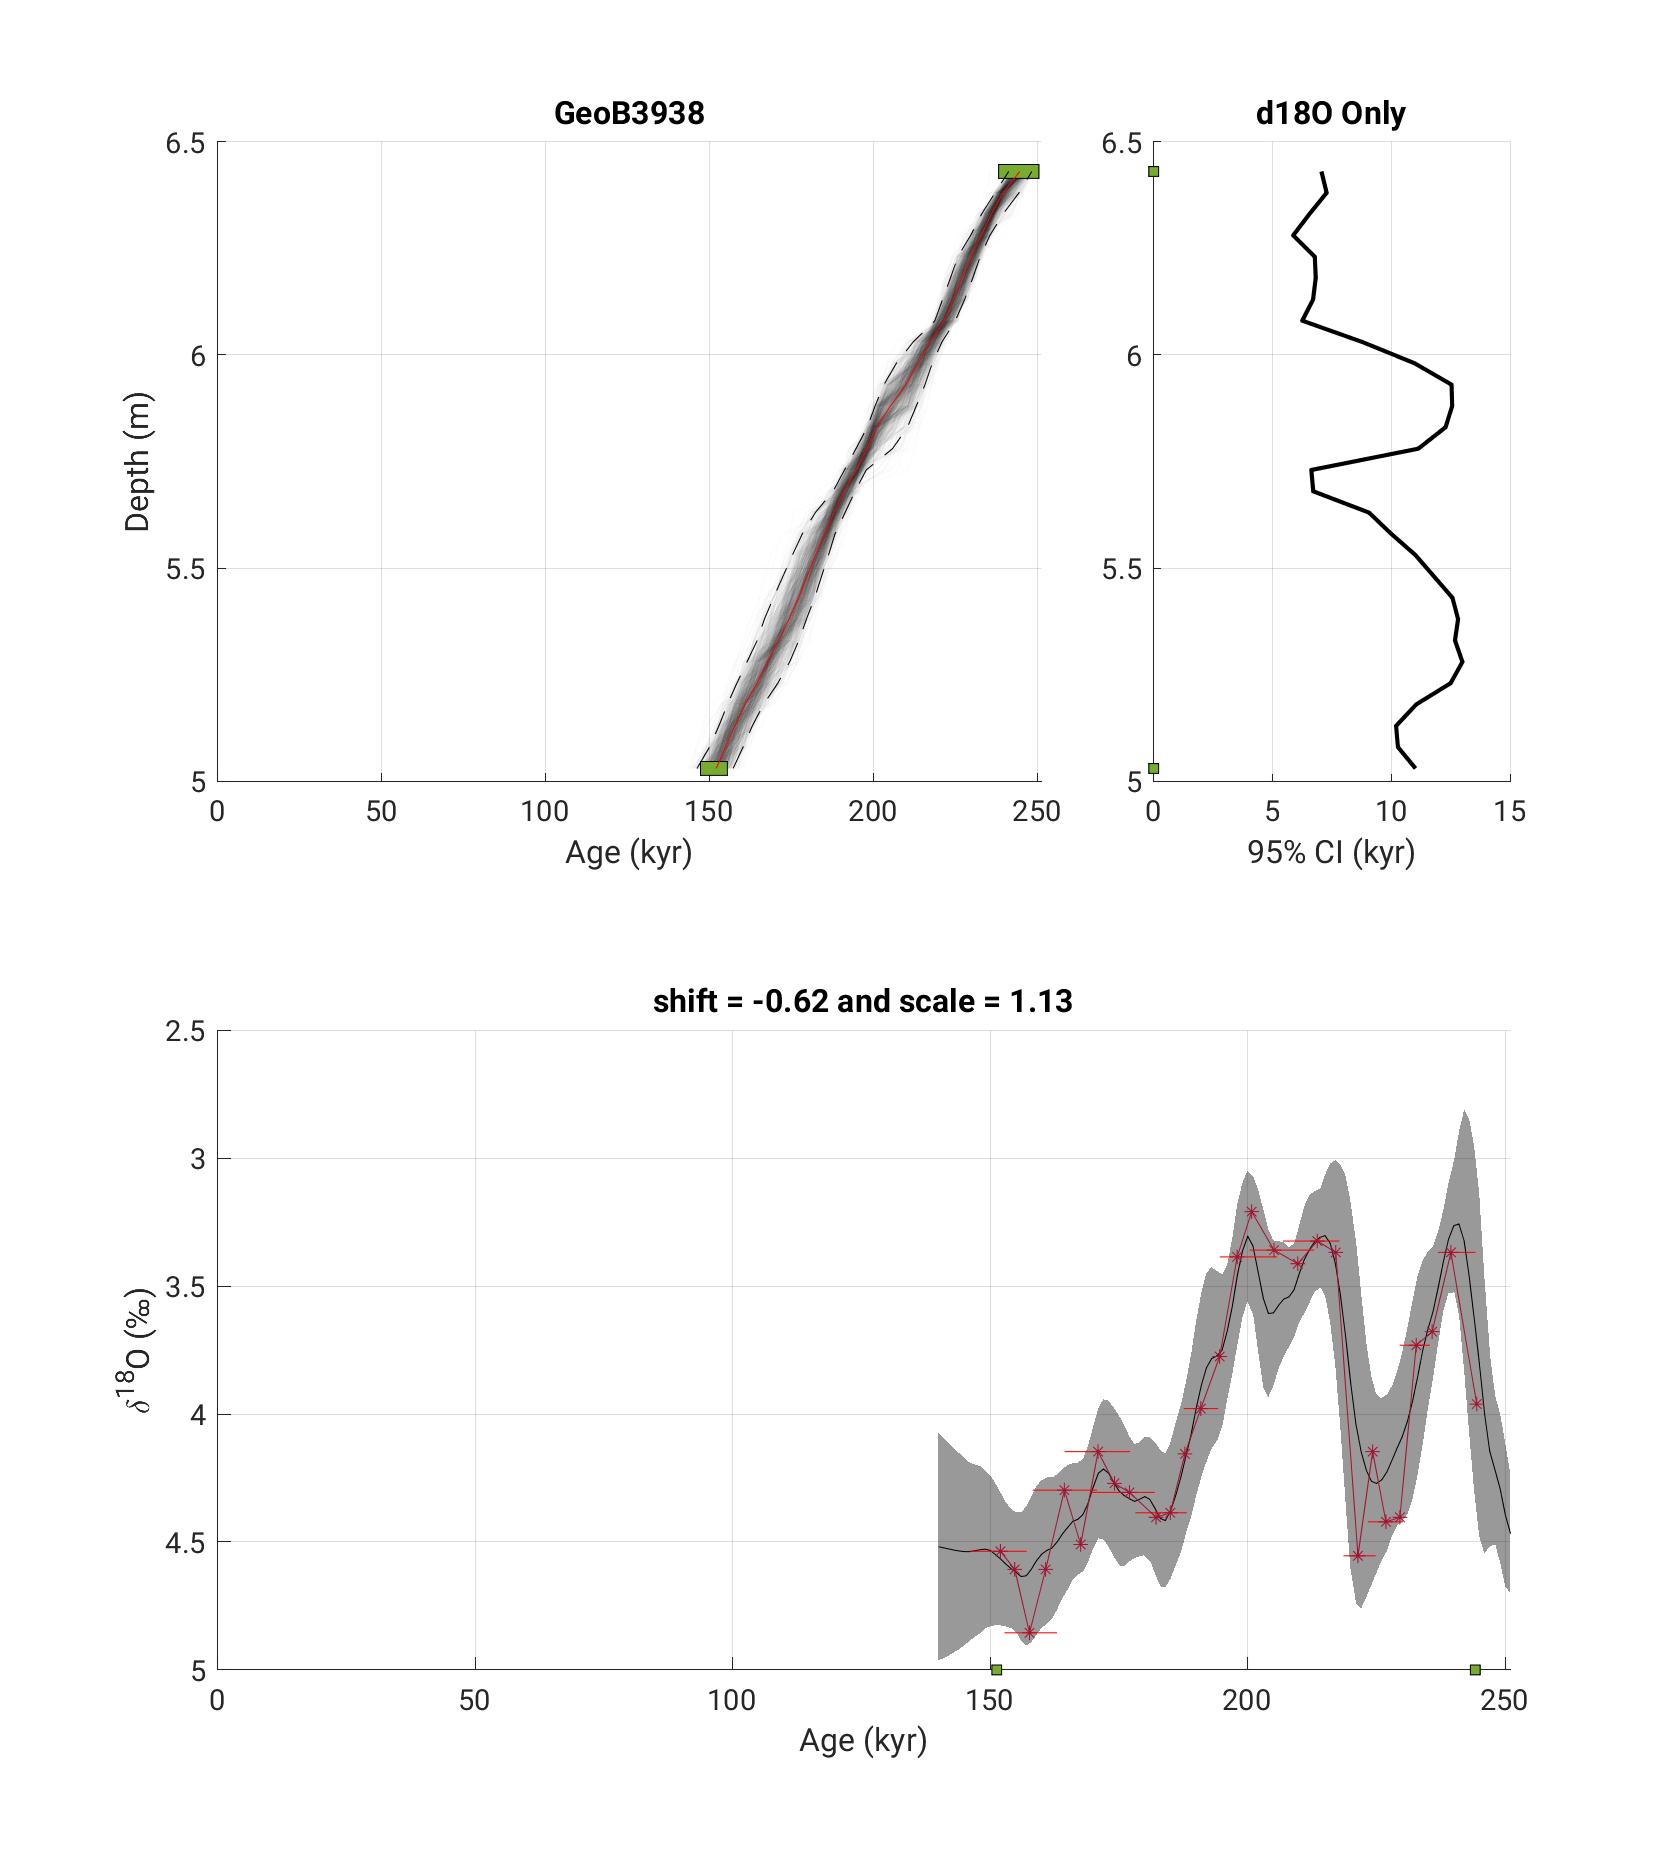 GeoB3938
d18O Only
6.5
6
5.5
5
Depth (m)
0 50 100 150 200 250
Age (kyr)
6.5
6
5.5
5
0 5 10 15
95% CI (kyr)
shift = -0.62 and scale = 1.13
2.5
3
3.5
4
4.5
5
δ¹⁸O (‰)
0 50 100 150 200 250
Age (kyr)